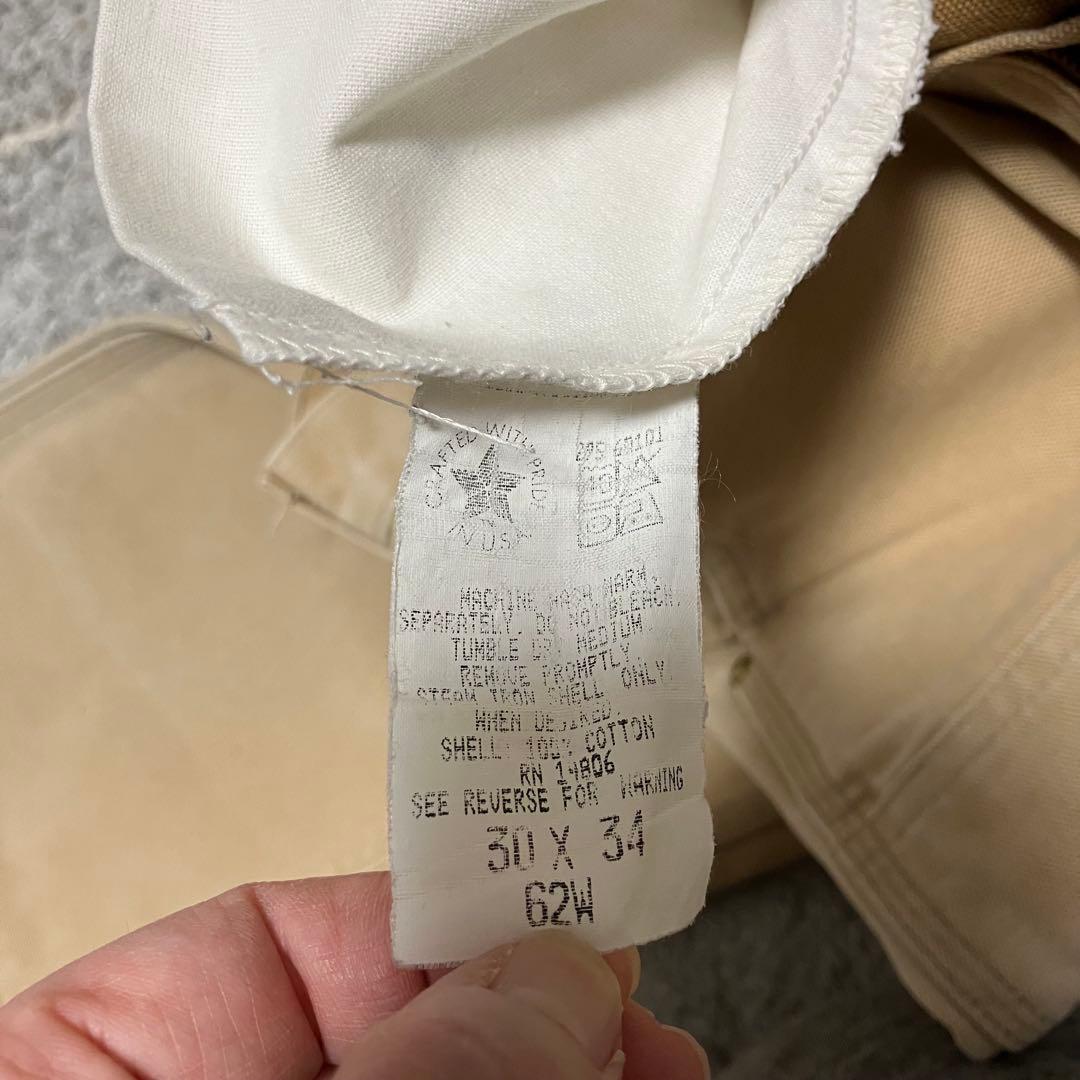 CRAFTED WITH PRIDE
IN USA
MACHINE WASH WARM,
SEPARATELY, DO NOT BLEACH,
TUMBLE DRY MEDIUM,
REMOVE PROMPTLY
STEAM IRON SHELL ONLY,
WHEN DESIRED.
SHELL: 100% COTTON
RN 14806
SEE REVERSE FOR WARNING
30 X 34
62W